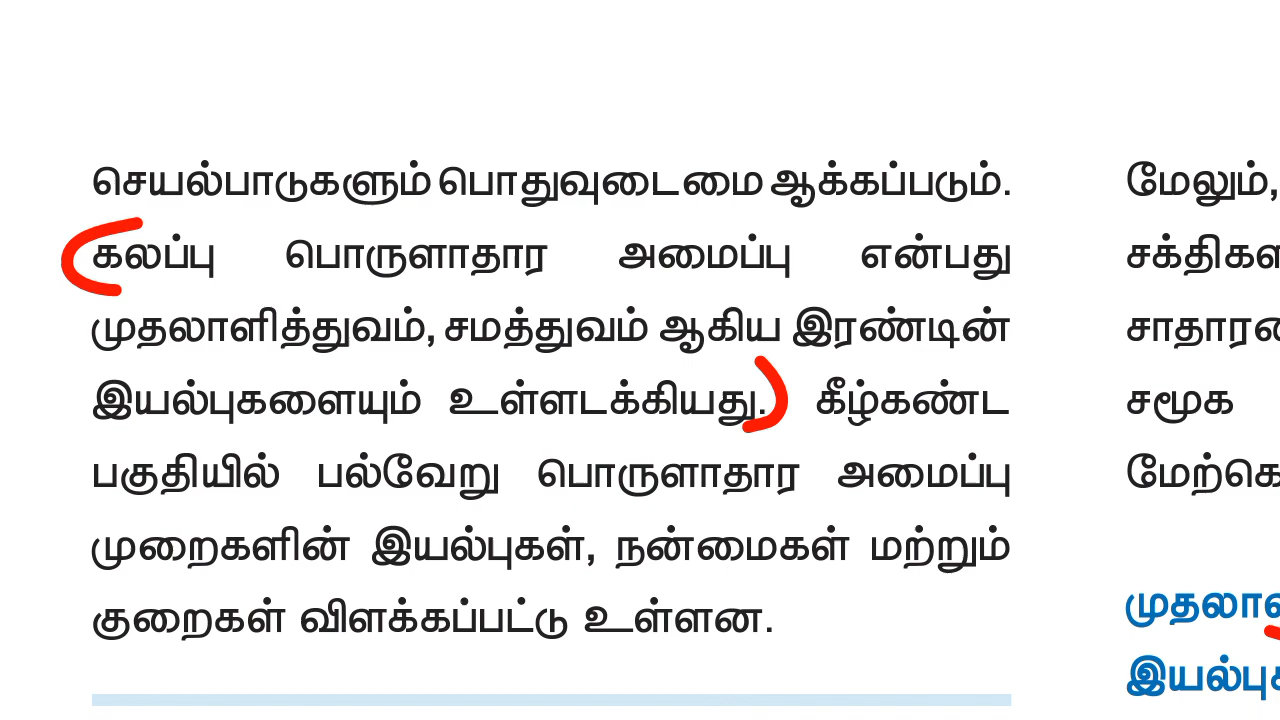 செயல்பாடுகளும் பொதுவுடைமை ஆக்கப்படும்.
கலப்பு பொருளாதார அமைப்பு என்பது
முதலாளித்துவம், சமத்துவம் ஆகிய இரண்டின்
இயல்புகளையும் உள்ளடக்கியது. கீழ்கண்ட
பகுதியில் பல்வேறு பொருளாதார அமைப்பு
முறைகளின் இயல்புகள், நன்மைகள் மற்றும்
குறைகள் விளக்கப்பட்டு உள்ளன.
மேலும்,
சமூக